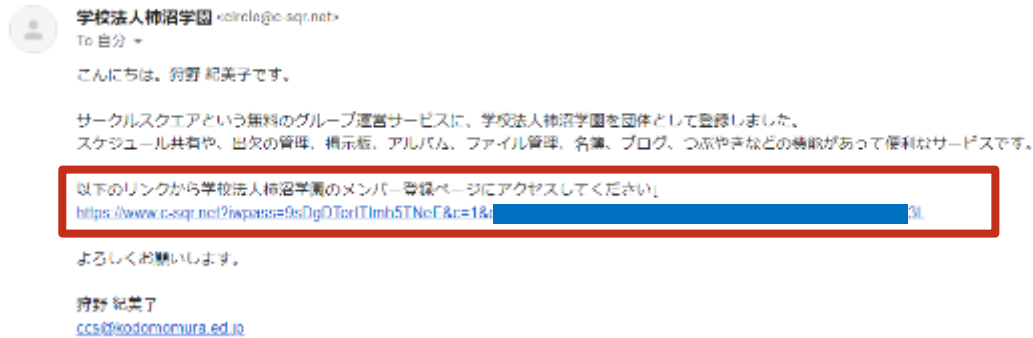 学校法人柿沼学園 <circle@c-sqr.net>
To 自分
こんにちは。狩野 紀美子です。
サークルスクエアという無料のグループ運営サービスに、学校法人柿沼学園を団体として登録しました。
スケジュール共有や、出欠の管理、掲示板、アルバム、ファイル管理、名簿、ブログ、つぶやきなどの機能があって便利なサービスです。
以下のリンクから学校法人柿沼学園のメンバー登録ページにアクセスしてください」
https://www.c-sqr.net?iwpass=
よろしくお願いします。
狩野 紀美子
ccs@kodomomura.ed.jp